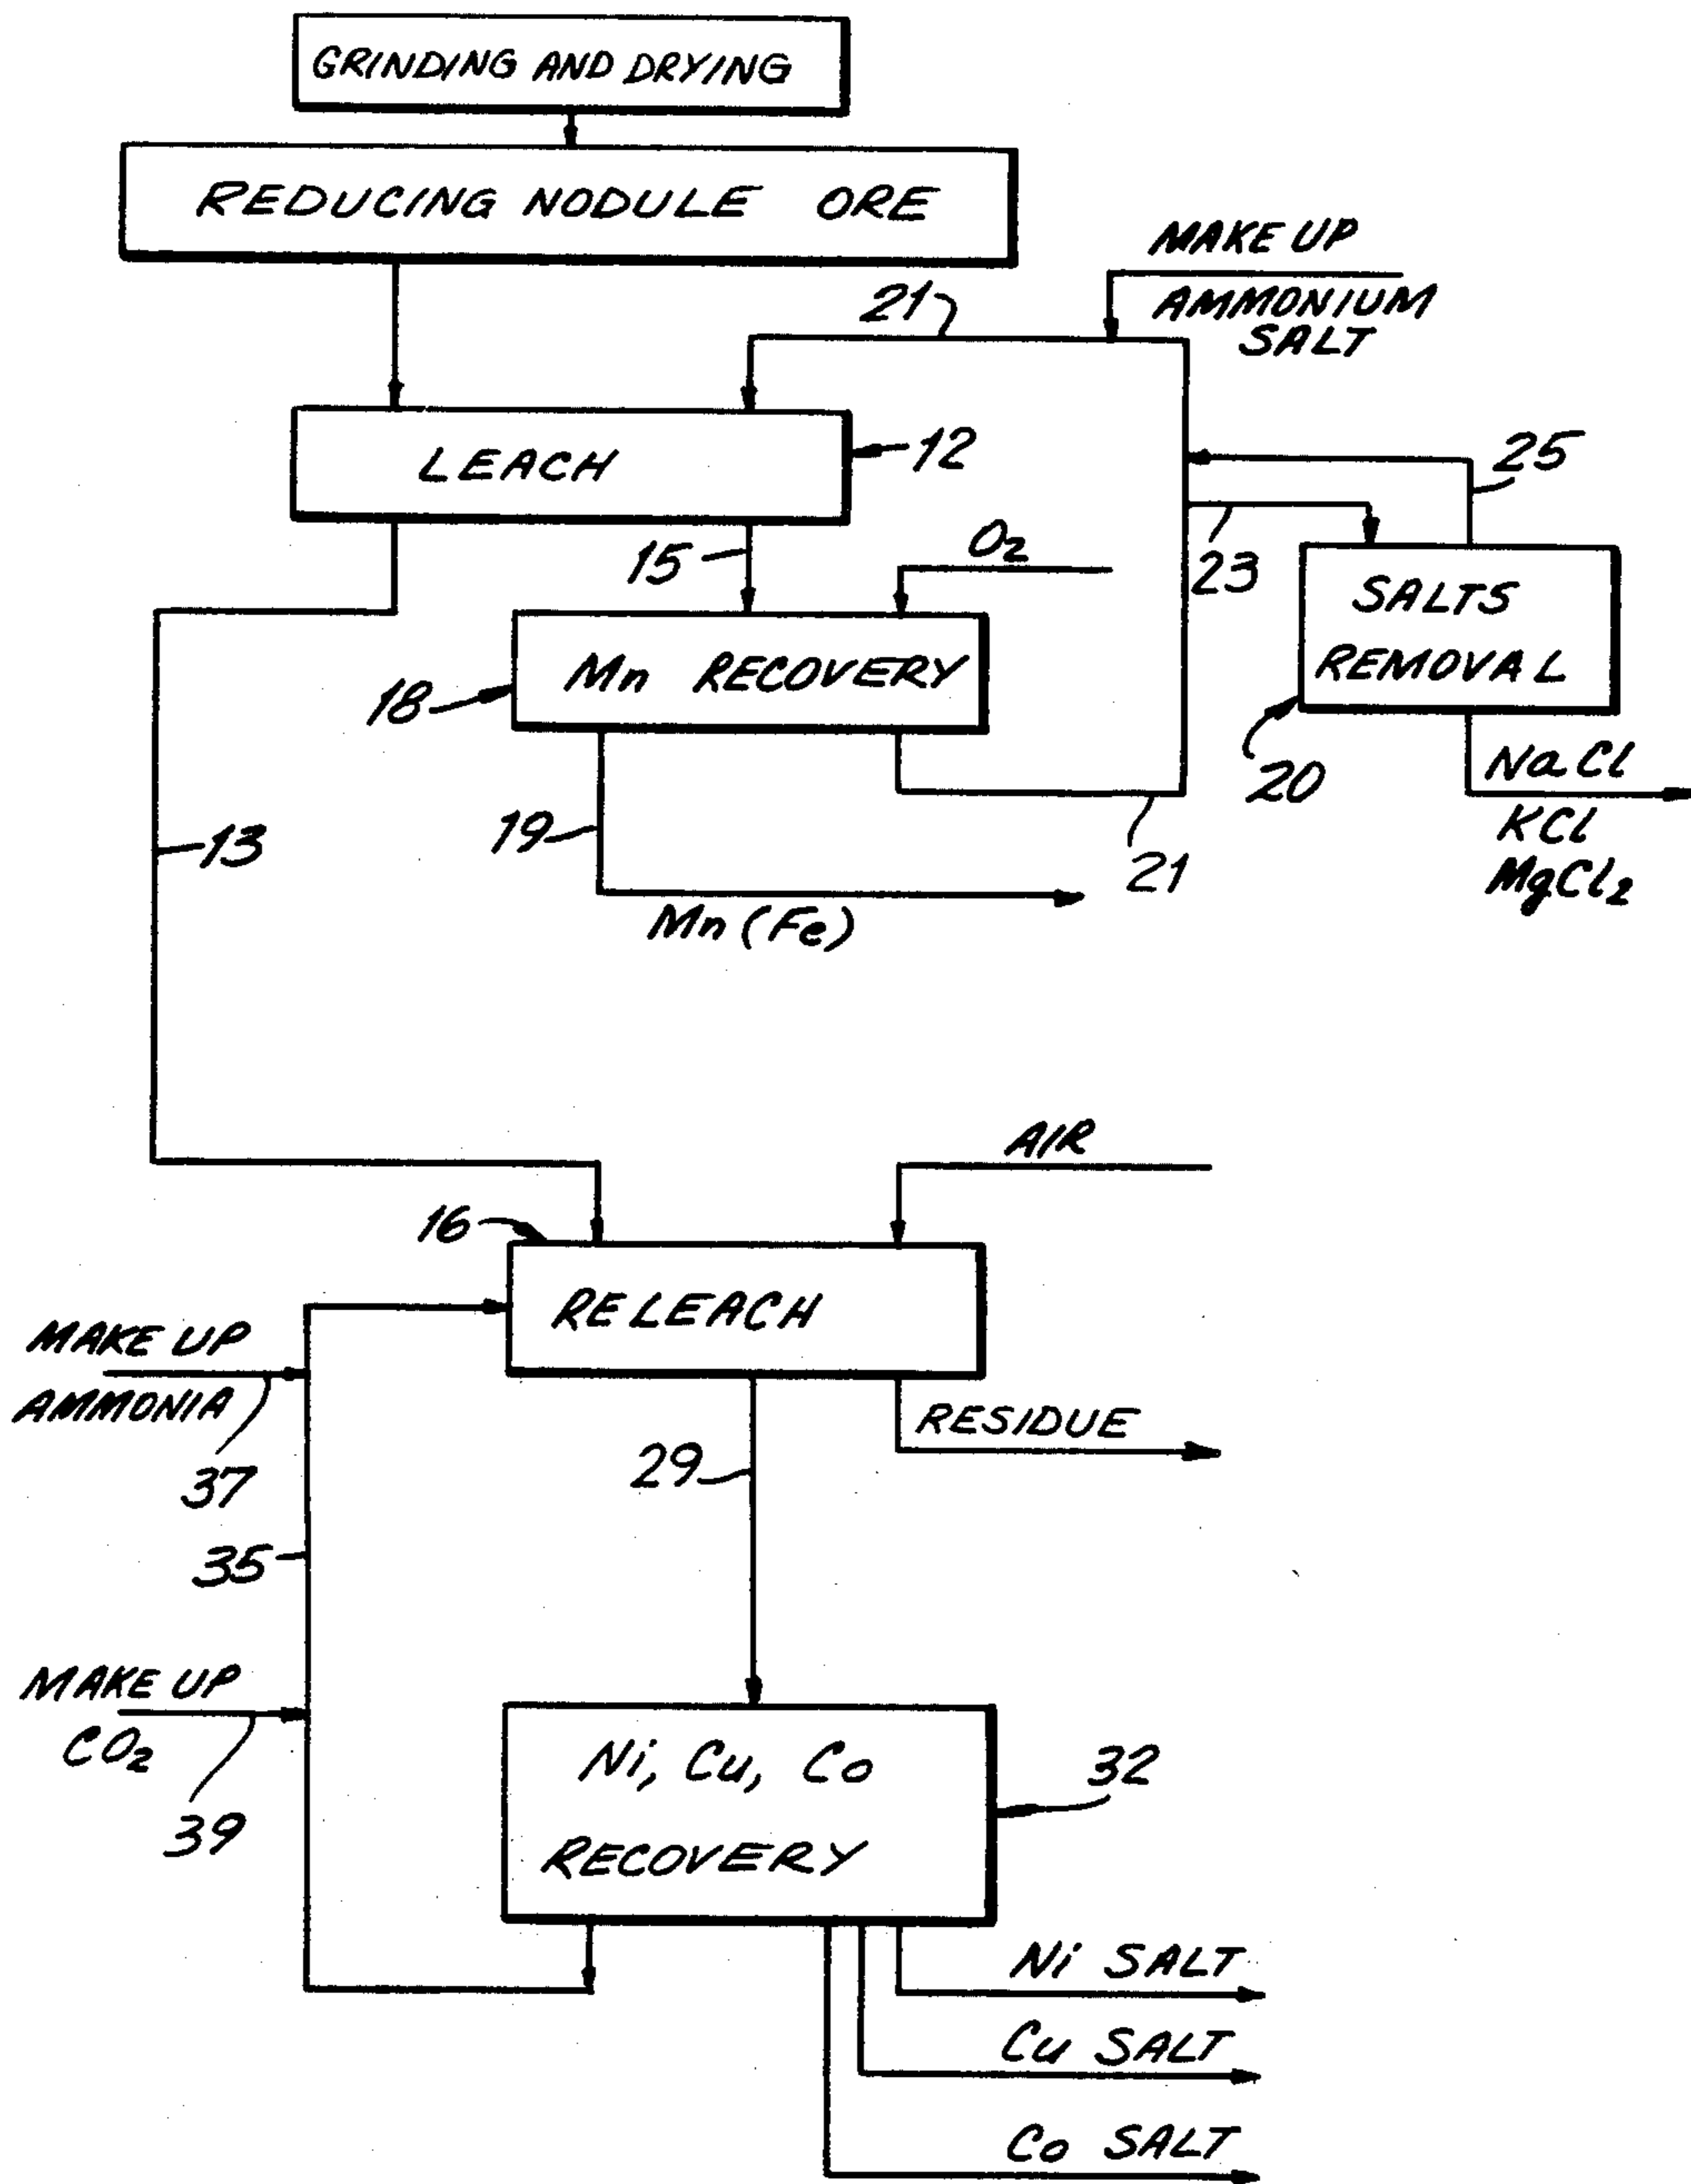 GRINDING AND DRYING
REDUCING NODULE ORE
MAKE UP
AMMONIUM
SALT
21
LEACH
12
25
15
O₂
23
SALTS
REMOVAL
Mn RECOVERY
18
20
NaCl
KCl
MgCl₂
19
21
13
Mn (Fe)
AIR
16
RELEACH
MAKE UP
AMMONIA
37
RESIDUE
29
35
MAKE UP
CO₂
39
Ni, Cu, Co
RECOVERY
32
Ni SALT
Cu SALT
Co SALT